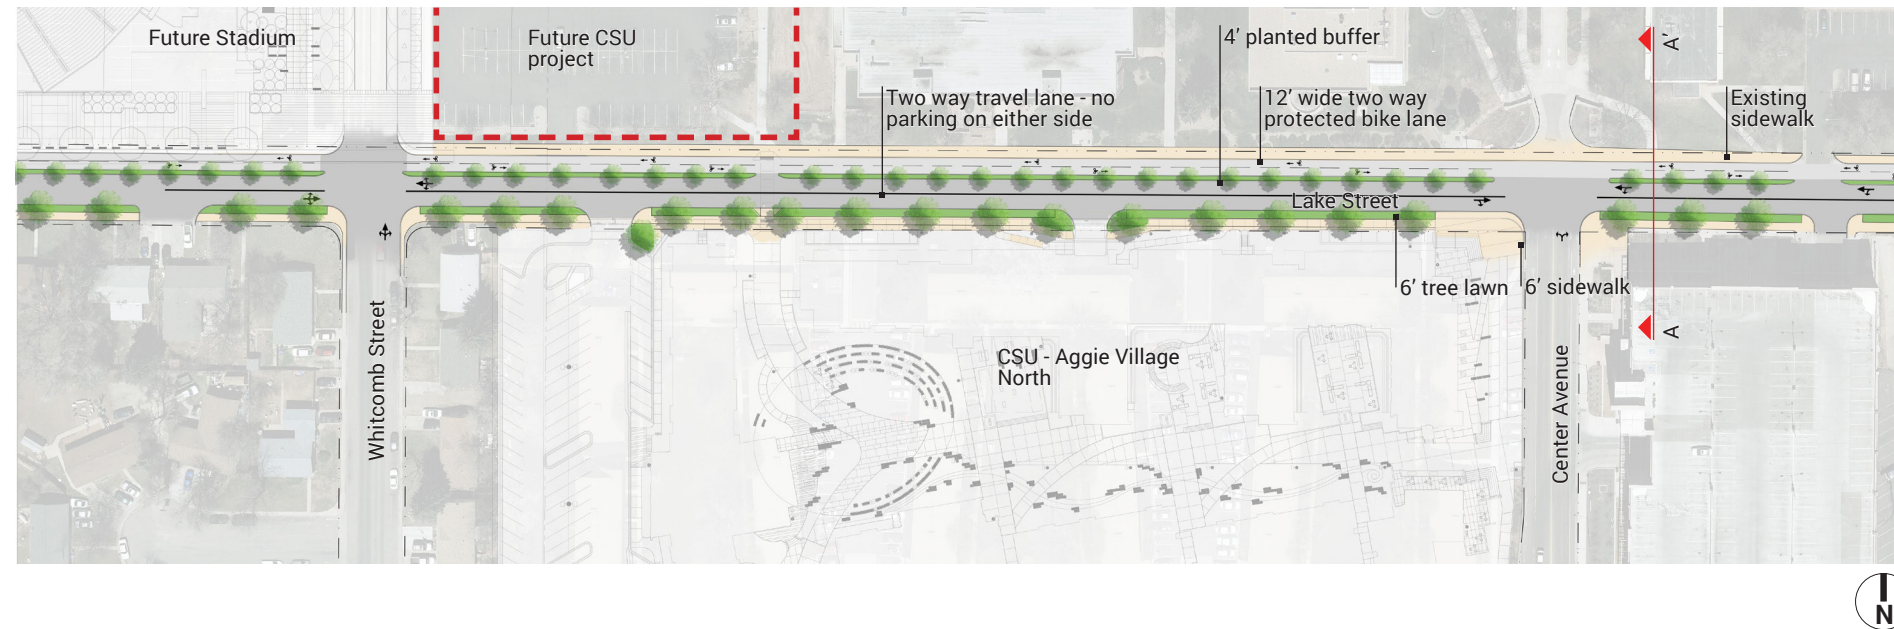 Future Stadium
Future CSU
project
4’ planted buffer
A’
Two way travel lane - no
parking on either side
12’ wide two way
protected bike lane
Existing
sidewalk
Lake Street
6’ tree lawn
6’ sidewalk
A
Whitcomb Street
CSU - Aggie Village
North
Center Avenue
N